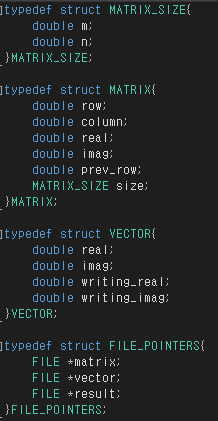 typedef struct MATRIX_SIZE{
double m;
double n;
}MATRIX_SIZE;
typedef struct MATRIX{
double row;
double column;
double real;
double imag;
double prev_row;
MATRIX_SIZE size;
}MATRIX;
typedef struct VECTOR{
double real;
double imag;
double writing_real;
double writing_imag;
}VECTOR;
typedef struct FILE_POINTERS{
FILE *matrix;
FILE *vector;
FILE *result;
}FILE_POINTERS;